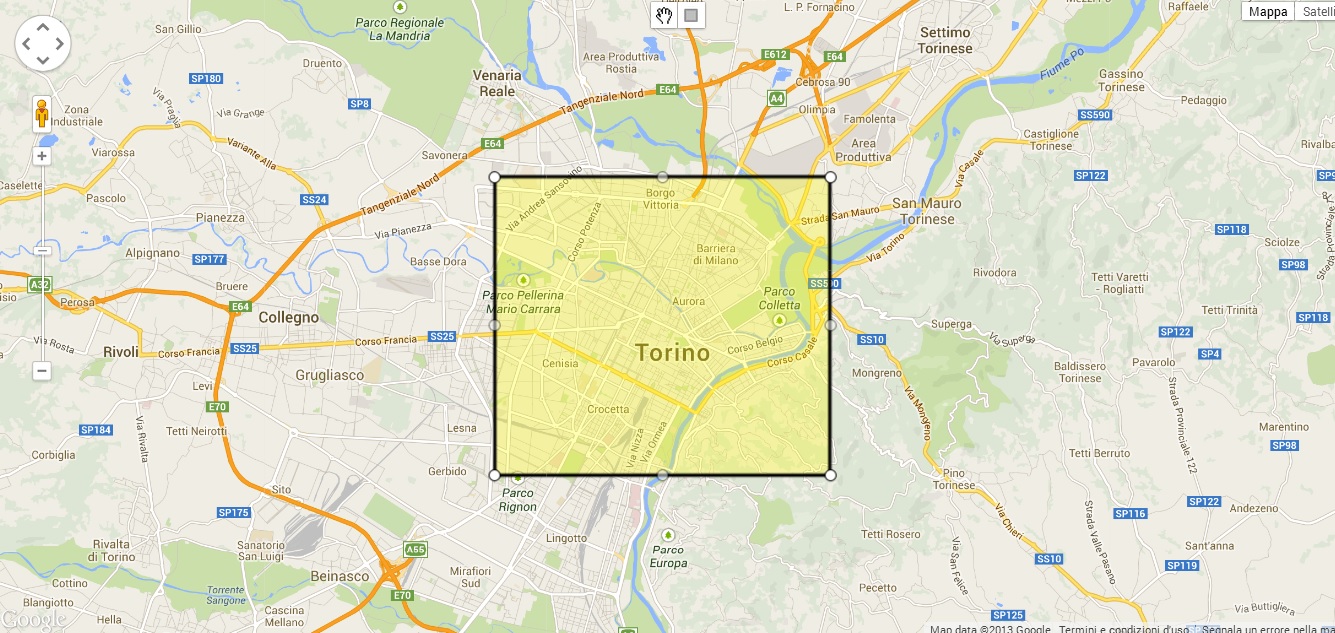 Parco Regionale
La Mandria
San Gillio
L. P. Fornacino
Raffaele
Mappa
Settimo
Torinese
E612
E64
Area Produttiva
Rostia
Druento
Fiume Po
Venaria
Reale
SP180
Cebrosa 90
Gassino
Torinese
E64
Tangenziale Nord
A4
SP8
Pedaggio
Zona
Industriale
Via Praglia
Via Grange
Olimpia
SS590
Famolenta
Castiglione
Torinese
Variante Alla
E64
Area
Produttiva
Viarossa
Savonera
Via Casale
SP122
Caselette
Via Andrea Sansovino
Borgo
Vittoria
Pascolo
SS24
Tangenziale Nord
San Mauro
Torinese
Strada San Mauro
Pianezza
Corso Potenza
Via Pianezza
SP118
Barriera
di Milano
Via Torino
Sciolze
Alpignano
SP177
Basse Dora
SP98
Rivodora
Tetti Varetti
- Rogliatti
A32
Bruere
SS590
Parco Pellerina
Mario Carrara
Parco
Colletta
Perosa
Aurora
E64
Tetti Trinità
Collegno
SP118
Superga
SP122
SS25
Via Superga
Via Rosta
SS10
Rivoli
Corso Francia
SS25
Corso Francia
Torino
Corso Belgio
SP4
Corso Casale
Cenisia
Pavarolo
Baldissero
Torinese
Grugliasco
Mongreno
Levi
E70
Crocetta
Strada Provinciale 122
Via Mongreno
SP184
Tetti Neirotti
Via Rivalta
Lesna
Marentino
Via Nizza
Via Ormea
SP98
Corbiglia
Tetti Berruto
Gerbido
Pino
Torinese
Sito
Parco
Rignon
SP122
SP175
SP116
Andezeno
Via Chieri
Strada Valle Pasano
Lingotto
Tetti Rosero
Rivalta
di Torino
Sanatorio
San Luigi
A55
Parco
Europa
Sant'anna
Via San Felice
SS10
SP119
Beinasco
Mirafiori
Sud
Cottino
Torrente
Sangone
E70
Pecetto
Blangiotto
Cascina
Mellano
Via Buttigliera
Hella
SP125
Google
Map data ©2013 Google
Termini e condizioni d'uso
Segnala un errore nella